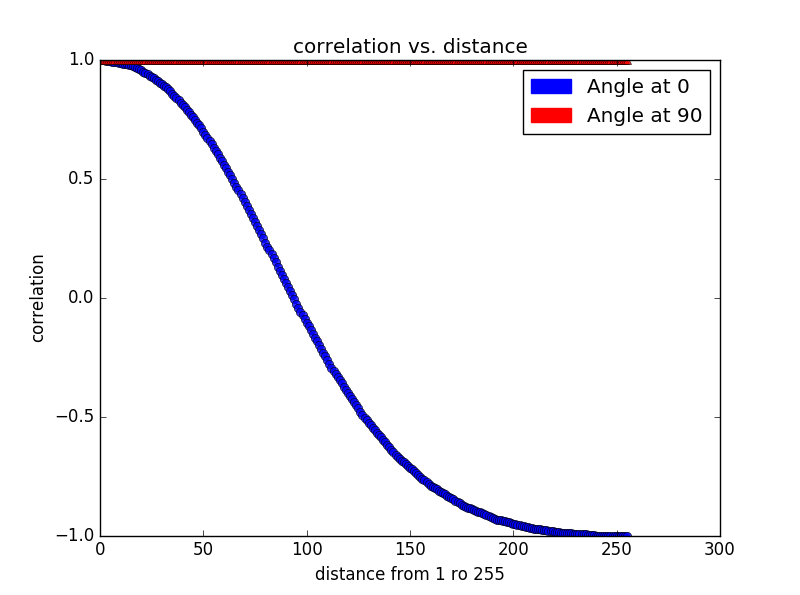 correlation vs. distance
Angle at 0
Angle at 90
1.0
0.5
0.0
−0.5
−1.0
correlation
0 50 100 150 200 250 300
distance from 1 ro 255